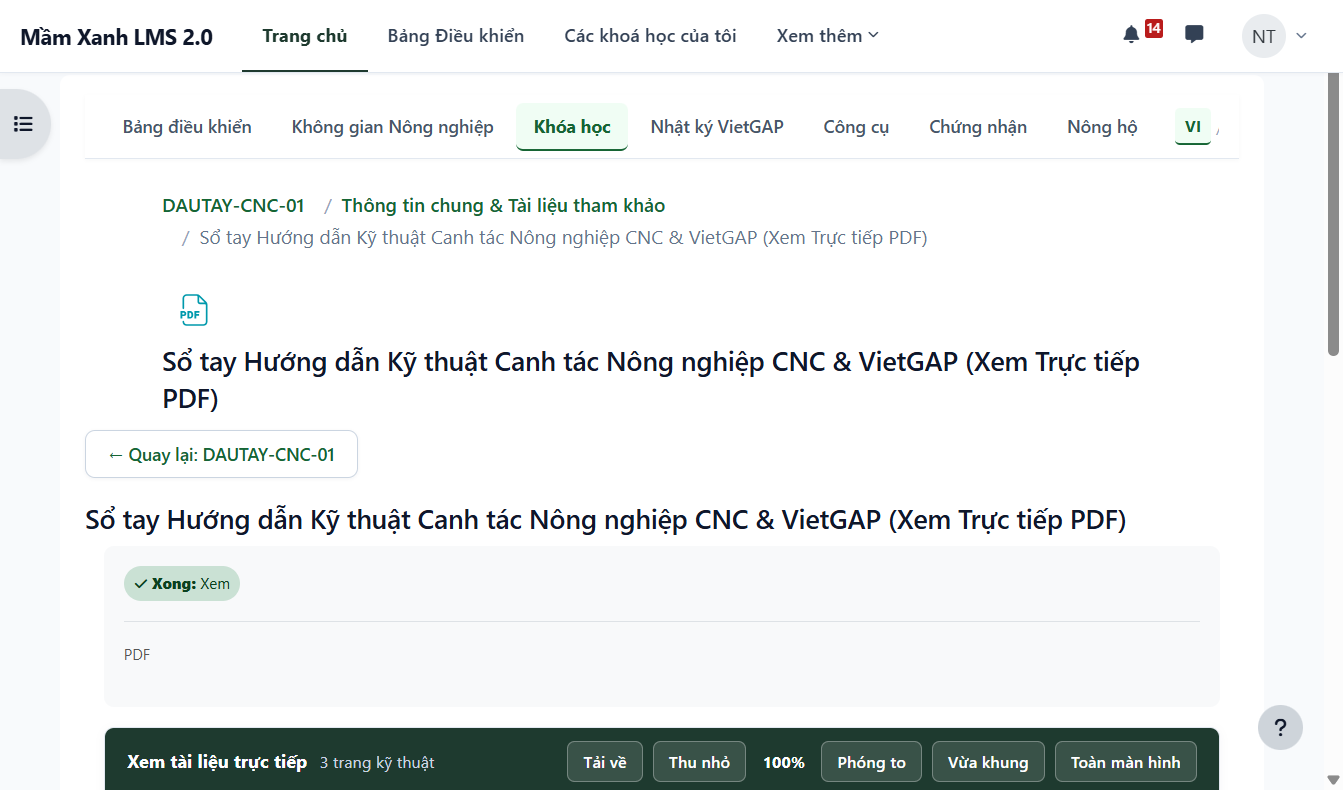 Mầm Xanh LMS 2.0 Trang chủ Bảng Điều khiển Các khoá học của tôi Xem thêm 14 NT
Bảng điều khiển Không gian Nông nghiệp Khóa học Nhật ký VietGAP Công cụ Chứng nhận Nông hộ VI /
DAUTAY-CNC-01 / Thông tin chung & Tài liệu tham khảo
/ Sổ tay Hướng dẫn Kỹ thuật Canh tác Nông nghiệp CNC & VietGAP (Xem Trực tiếp PDF)
PDF
Sổ tay Hướng dẫn Kỹ thuật Canh tác Nông nghiệp CNC & VietGAP (Xem Trực tiếp
PDF)
← Quay lại: DAUTAY-CNC-01
Sổ tay Hướng dẫn Kỹ thuật Canh tác Nông nghiệp CNC & VietGAP (Xem Trực tiếp PDF)
✓ Xong: Xem
PDF
?
Xem tài liệu trực tiếp 3 trang kỹ thuật Tải về Thu nhỏ 100% Phóng to Vừa khung Toàn màn hình